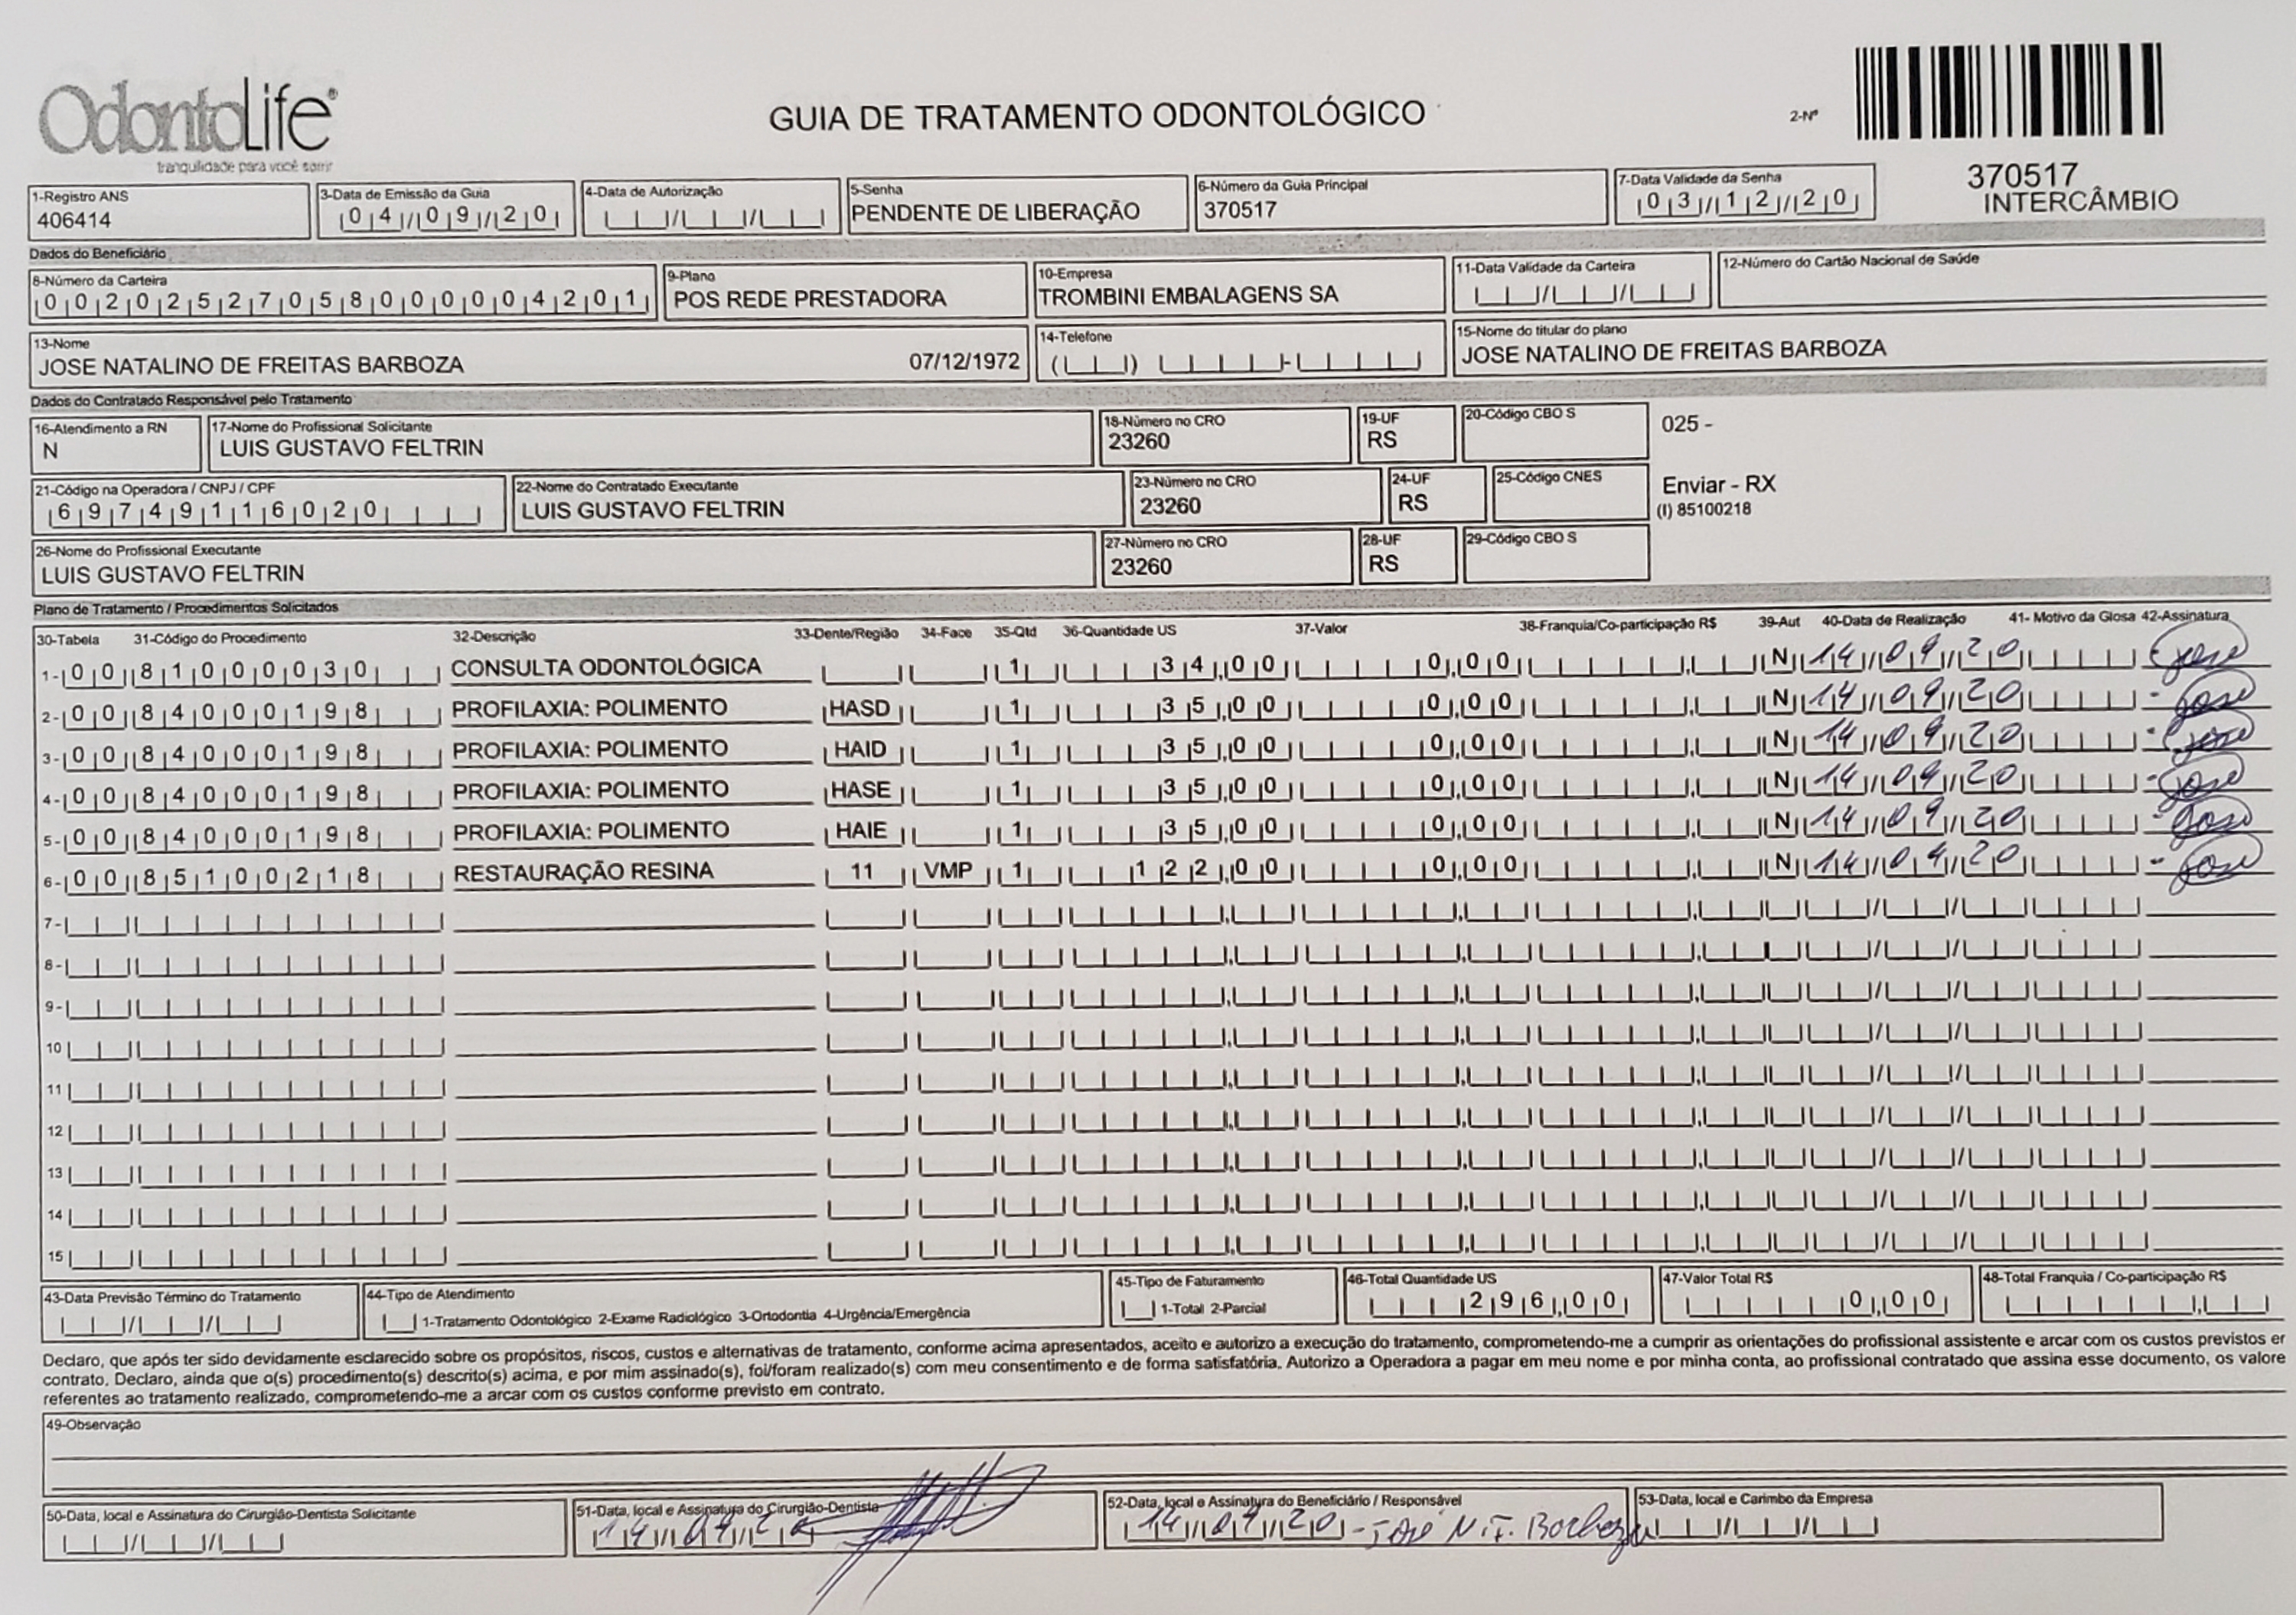 OdontoLife®
tranquilidade para você sorrir
GUIA DE TRATAMENTO ODONTOLÓGICO
2-Nº
370517
INTERCÂMBIO
1-Registro ANS
406414
3-Data de Emissão da Guia
04/09/20
4-Data de Autorização
5-Senha
PENDENTE DE LIBERAÇÃO
6-Número da Guia Principal
370517
7-Data Validade da Senha
03/12/20
Dados do Beneficiário
8-Número da Carteira
00202527058000004201
9-Plano
POS REDE PRESTADORA
10-Empresa
TROMBINI EMBALAGENS SA
11-Data Validade da Carteira
12-Número do Cartão Nacional de Saúde
13-Nome
JOSE NATALINO DE FREITAS BARBOZA 07/12/1972
14-Telefone
15-Nome do titular do plano
JOSE NATALINO DE FREITAS BARBOZA
Dados do Contratado Responsável pelo Tratamento
16-Atendimento a RN
N
17-Nome do Profissional Solicitante
LUIS GUSTAVO FELTRIN
18-Número no CRO
23260
19-UF
RS
20-Código CBO S
025 -
21-Código na Operadora / CNPJ / CPF
69749116020
22-Nome do Contratado Executante
LUIS GUSTAVO FELTRIN
23-Número no CRO
23260
24-UF
RS
25-Código CNES
Enviar - RX
(I) 85100218
26-Nome do Profissional Executante
LUIS GUSTAVO FELTRIN
27-Número no CRO
23260
28-UF
RS
29-Código CBO S
Plano de Tratamento / Procedimentos Solicitados
30-Tabela 31-Código do Procedimento 32-Descrição 33-Dente/Região 34-Face 35-Qtd 36-Quantidade US 37-Valor 38-Franquia/Co-participação R$ 39-Aut 40-Data de Realização 41- Motivo da Glosa 42-Assinatura
1- 00 81000030 CONSULTA ODONTOLÓGICA 1 34,00 0,00 N 14/09/20 Jose
2- 00 84000198 PROFILAXIA: POLIMENTO HASD 1 35,00 0,00 N 14/09/20 - Jose
3- 00 84000198 PROFILAXIA: POLIMENTO HAID 1 35,00 0,00 N 14/09/20 - Jose
4- 00 84000198 PROFILAXIA: POLIMENTO HASE 1 35,00 0,00 N 14/09/20 - Jose
5- 00 84000198 PROFILAXIA: POLIMENTO HAIE 1 35,00 0,00 N 14/09/20 - Jose
6- 00 85100218 RESTAURAÇÃO RESINA 11 VMP 1 122,00 0,00 N 14/09/20 - Jose
7-
8-
9-
10
11
12
13
14
15
43-Data Previsão Término do Tratamento
44-Tipo de Atendimento
1-Tratamento Odontológico 2-Exame Radiológico 3-Ortodontia 4-Urgência/Emergência
45-Tipo de Faturamento
1-Total 2-Parcial
46-Total Quantidade US
296,00
47-Valor Total R$
0,00
48-Total Franquia / Co-participação R$
Declaro, que após ter sido devidamente esclarecido sobre os propósitos, riscos, custos e alternativas de tratamento, conforme acima apresentados, aceito e autorizo a execução do tratamento, comprometendo-me a cumprir as orientações do profissional assistente e arcar com os custos previstos er
contrato. Declaro, ainda que o(s) procedimento(s) descrito(s) acima, e por mim assinado(s), foi/foram realizado(s) com meu consentimento e de forma satisfatória. Autorizo a Operadora a pagar em meu nome e por minha conta, ao profissional contratado que assina esse documento, os valore
referentes ao tratamento realizado, comprometendo-me a arcar com os custos conforme previsto em contrato.
49-Observação
50-Data, local e Assinatura do Cirurgião-Dentista Solicitante
51-Data, local e Assinatura do Cirurgião-Dentista
14/09/20
52-Data, local e Assinatura do Beneficiário / Responsável
14/09/20 - José N. F. Barboza
53-Data, local e Carimbo da Empresa